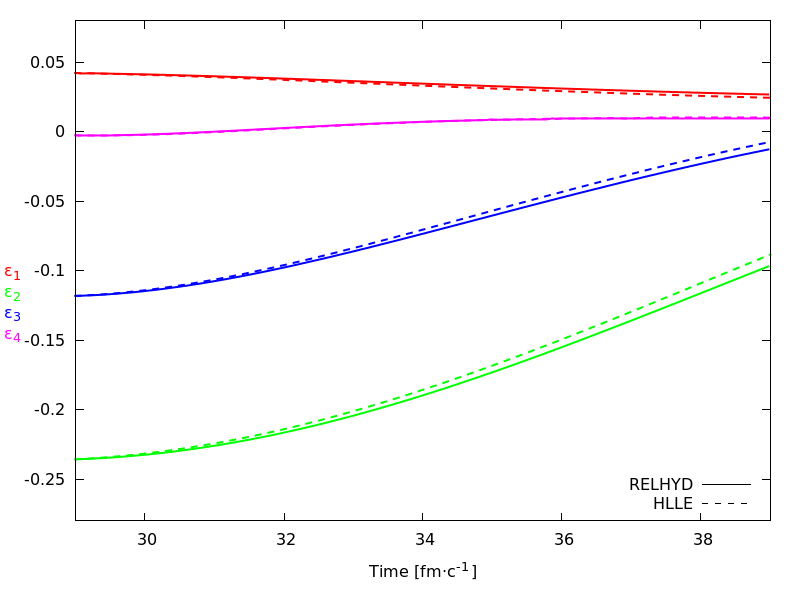 0.05
0
-0.05
-0.1
-0.15
-0.2
-0.25
ε1
ε2
ε3
ε4
RELHYD
HLLE
30 32 34 36 38
Time [fm·c-1]